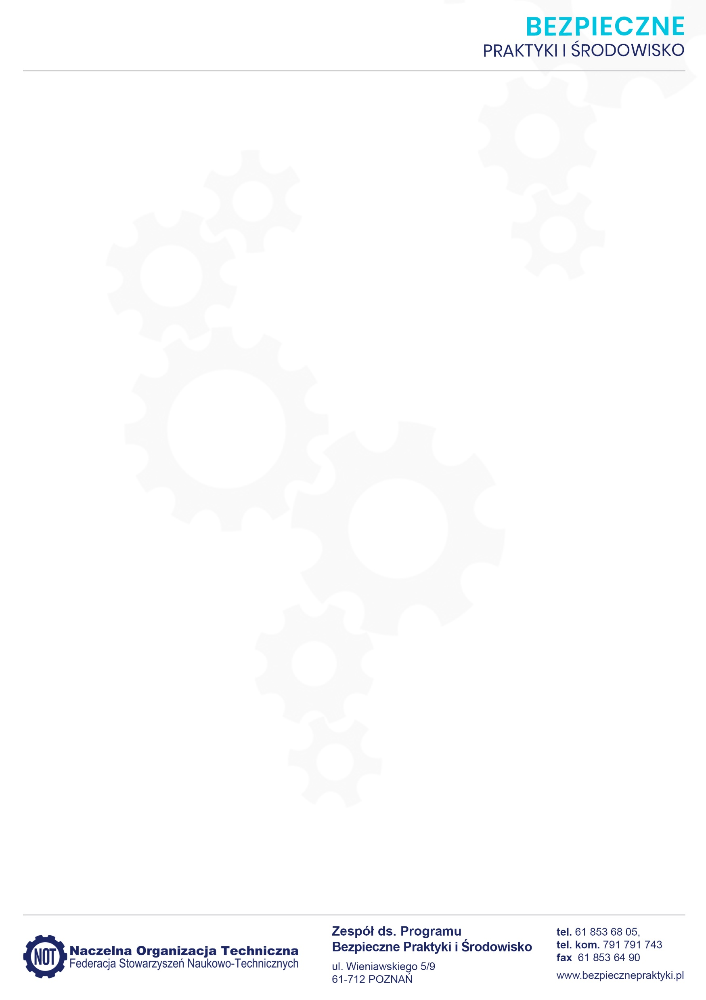 BEZPIECZNE
PRAKTYKI I ŚRODOWISKO
NOT
Naczelna Organizacja Techniczna
Federacja Stowarzyszeń Naukowo-Technicznych
Zespół ds. Programu
Bezpieczne Praktyki i Środowisko
ul. Wieniawskiego 5/9
61-712 POZNAŃ
tel. 61 853 68 05,
tel. kom. 791 791 743
fax 61 853 64 90
www.bezpiecznepraktyki.pl